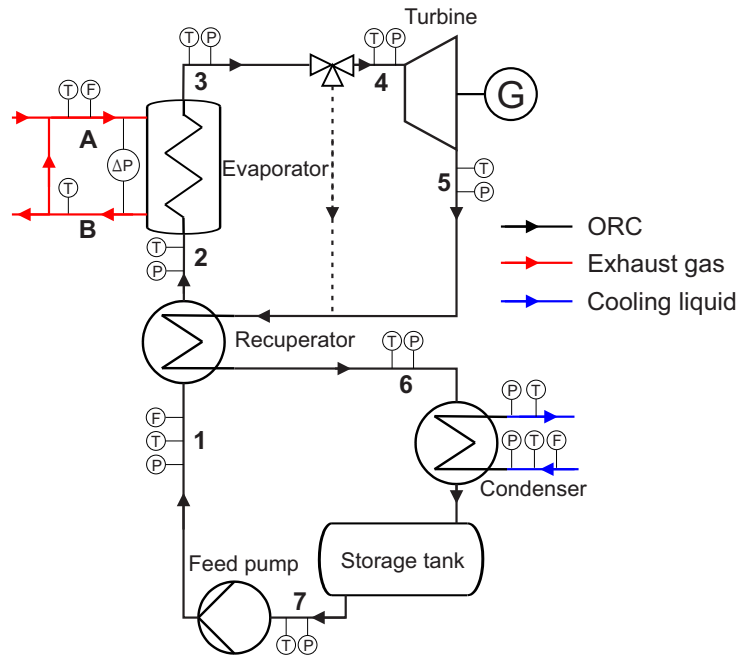 Turbine
T P
3
T P
4
G
T F
A
ΔP
Evaporator
T
B
T
P
5
T
P
2
ORC
Exhaust gas
Cooling liquid
Recuperator
T P
6
P T
F
T
P
1
P T F
Condenser
Storage tank
Feed pump
7
T P